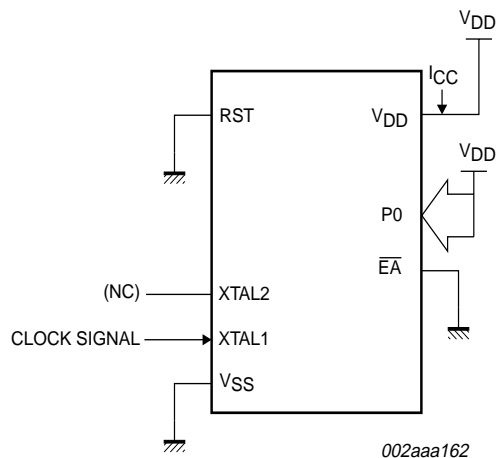 VDD
ICC
RST
VDD
VDD
P0
EA
(NC)
XTAL2
CLOCK SIGNAL
XTAL1
VSS
002aaa162